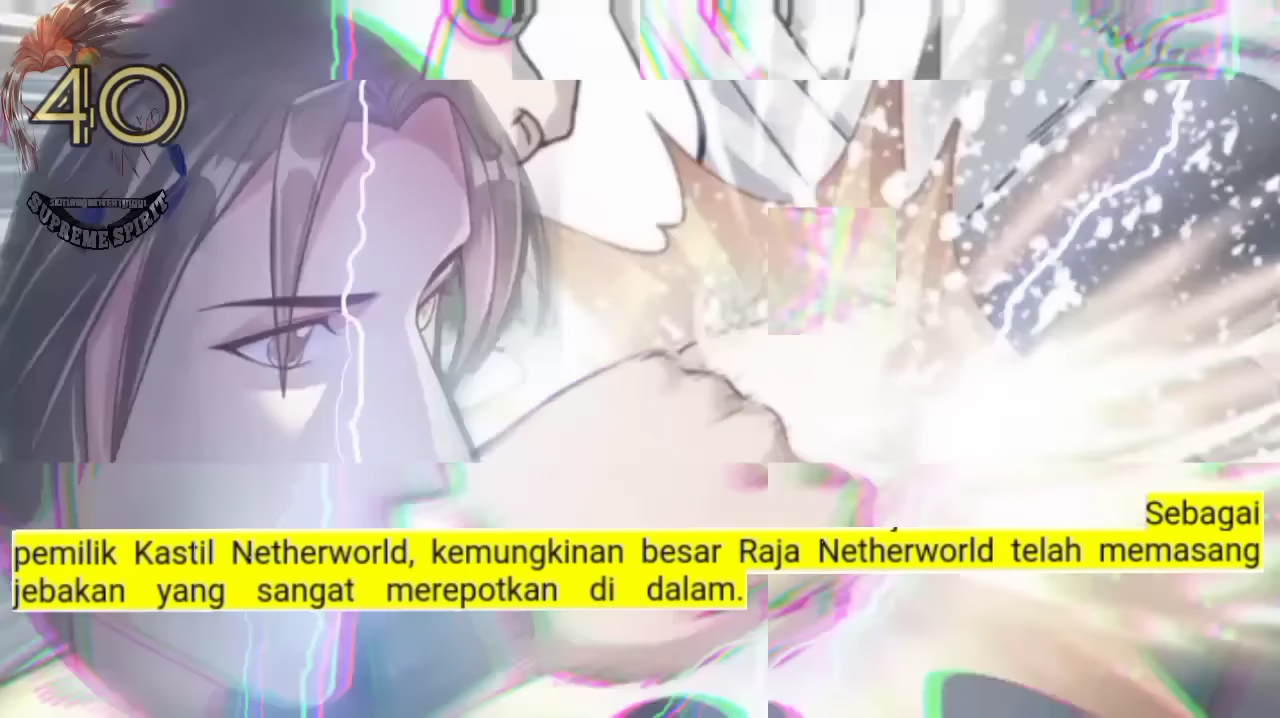 40
SUPREME SPIRIT
Sebagai
pemilik Kastil Netherworld, kemungkinan besar Raja Netherworld telah memasang
jebakan yang sangat merepotkan di dalam.